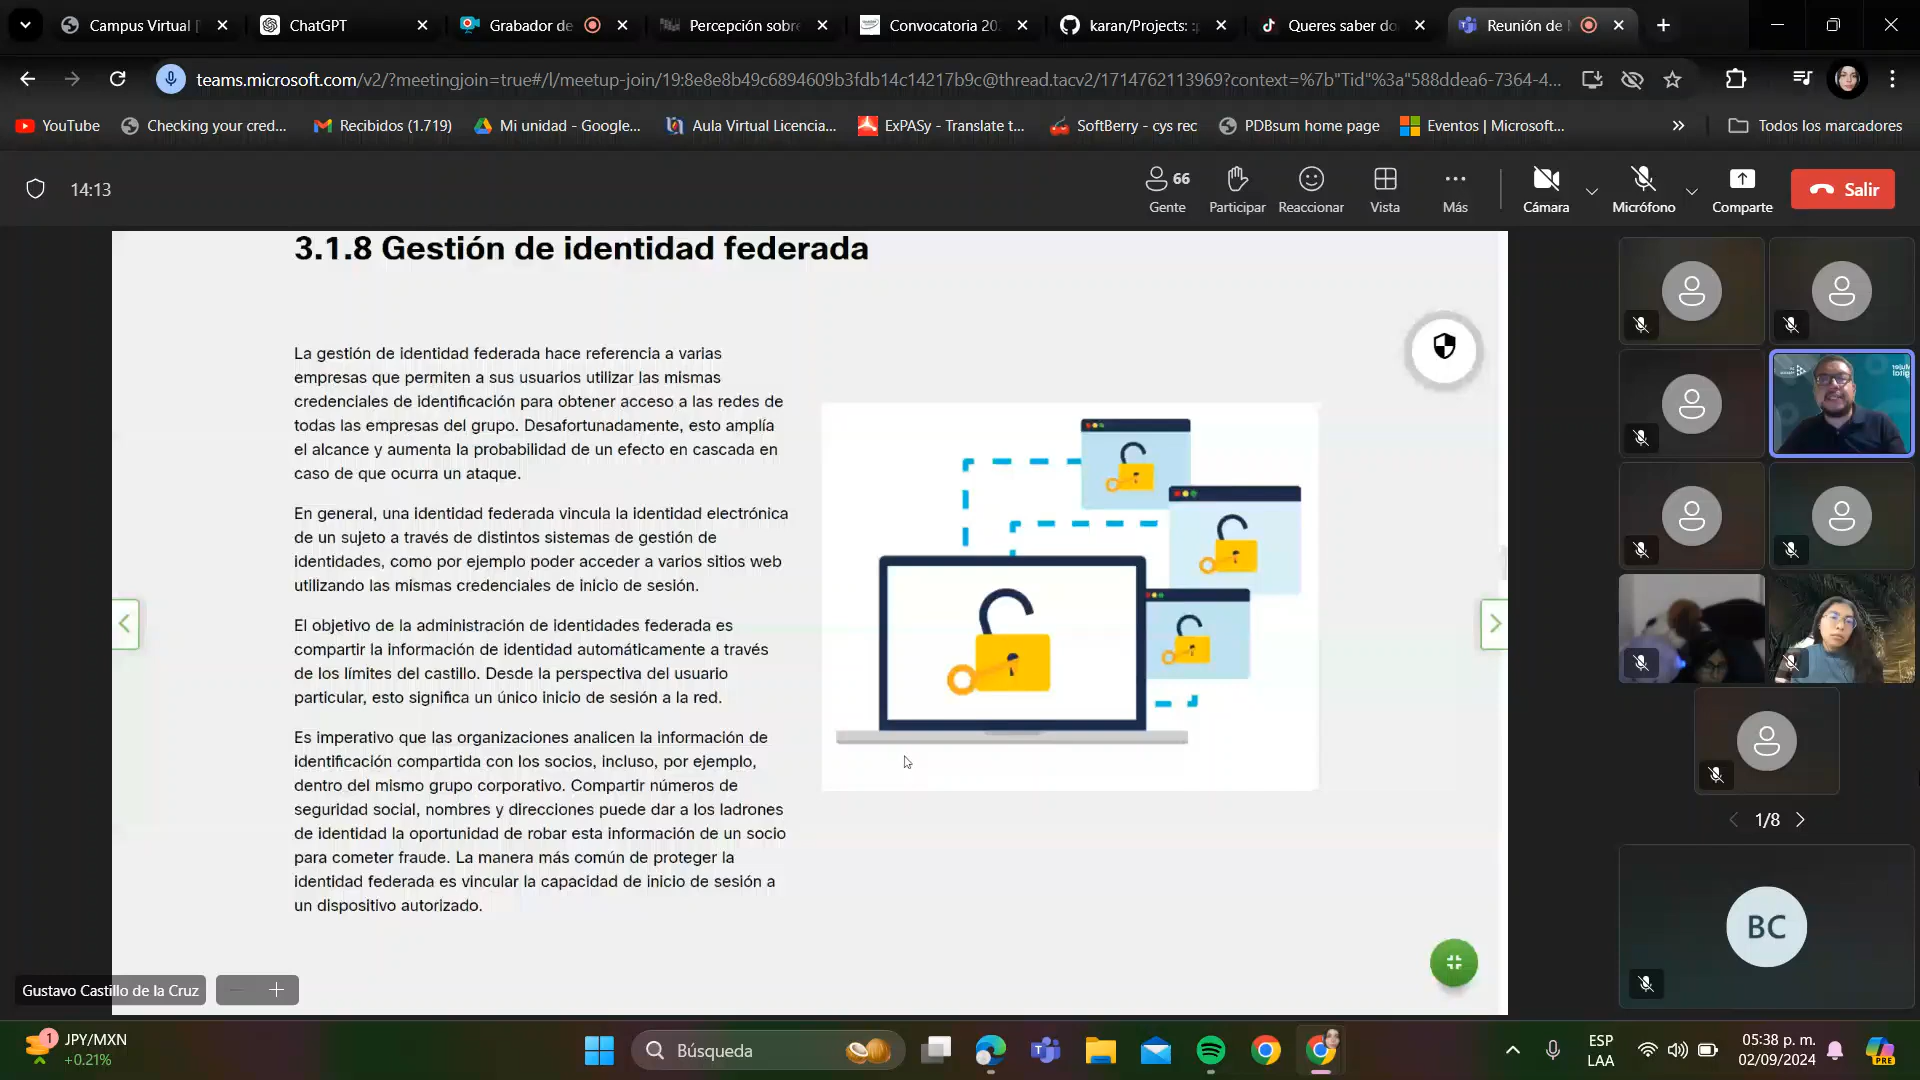 Campus Virtual [
ChatGPT
Grabador de
Percepción sobre
Convocatoria 202
karan/Projects: :p
Queres saber do
Reunión de
teams.microsoft.com/v2/?meetingjoin=true#/l/meetup-join/19:8e8e8b49c6894609b3fdb14c14217b9c@thread.tacv2/1714762113969?context=%7b"Tid"%3a"588ddea6-7364-4...
YouTube
Checking your cred...
Recibidos (1.719)
Mi unidad - Google...
Aula Virtual Licencia...
ExPASy - Translate t...
SoftBerry - cys rec
PDBsum home page
Eventos | Microsoft...
Todos los marcadores
14:13
66
Gente
Participar
Reaccionar
Vista
Más
Cámara
Micrófono
Comparte
Salir
3.1.8 Gestión de identidad federada
La gestión de identidad federada hace referencia a varias
empresas que permiten a sus usuarios utilizar las mismas
credenciales de identificación para obtener acceso a las redes de
todas las empresas del grupo. Desafortunadamente, esto amplía
el alcance y aumenta la probabilidad de un efecto en cascada en
caso de que ocurra un ataque.
En general, una identidad federada vincula la identidad electrónica
de un sujeto a través de distintos sistemas de gestión de
identidades, como por ejemplo poder acceder a varios sitios web
utilizando las mismas credenciales de inicio de sesión.
El objetivo de la administración de identidades federada es
compartir la información de identidad automáticamente a través
de los límites del castillo. Desde la perspectiva del usuario
particular, esto significa un único inicio de sesión a la red.
Es imperativo que las organizaciones analicen la información de
identificación compartida con los socios, incluso, por ejemplo,
dentro del mismo grupo corporativo. Compartir números de
seguridad social, nombres y direcciones puede dar a los ladrones
de identidad la oportunidad de robar esta información de un socio
para cometer fraude. La manera más común de proteger la
identidad federada es vincular la capacidad de inicio de sesión a
un dispositivo autorizado.
1/8
BC
Gustavo Castillo de la Cruz
1
JPY/MXN
+0.21%
Búsqueda
ESP
LAA
05:38 p. m.
02/09/2024
PRE